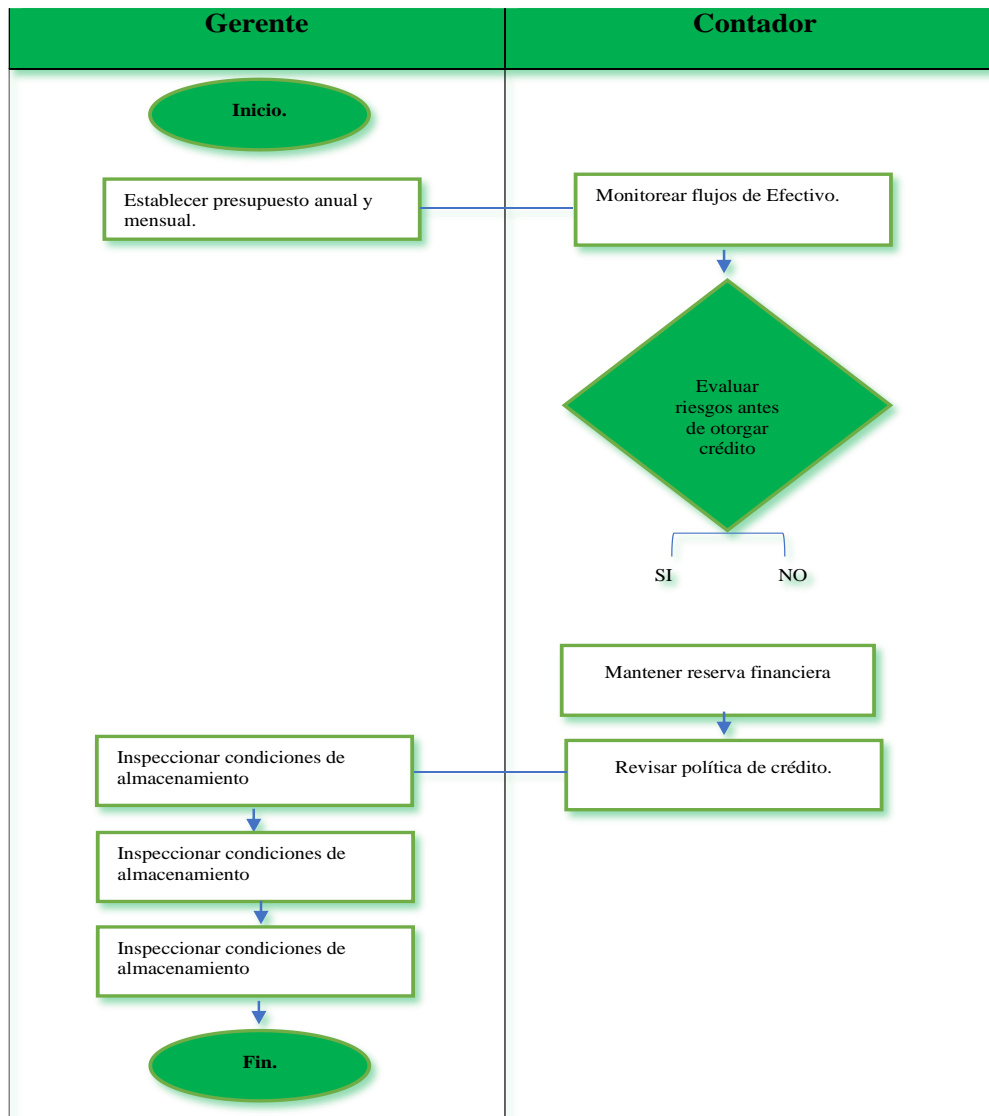 Gerente
Contador
Inicio.
Establecer presupuesto anual y
mensual.
Monitorear flujos de Efectivo.
Evaluar
riesgos antes
de otorgar
crédito
SI
NO
Mantener reserva financiera
Revisar política de crédito.
Inspeccionar condiciones de
almacenamiento
Inspeccionar condiciones de
almacenamiento
Inspeccionar condiciones de
almacenamiento
Fin.